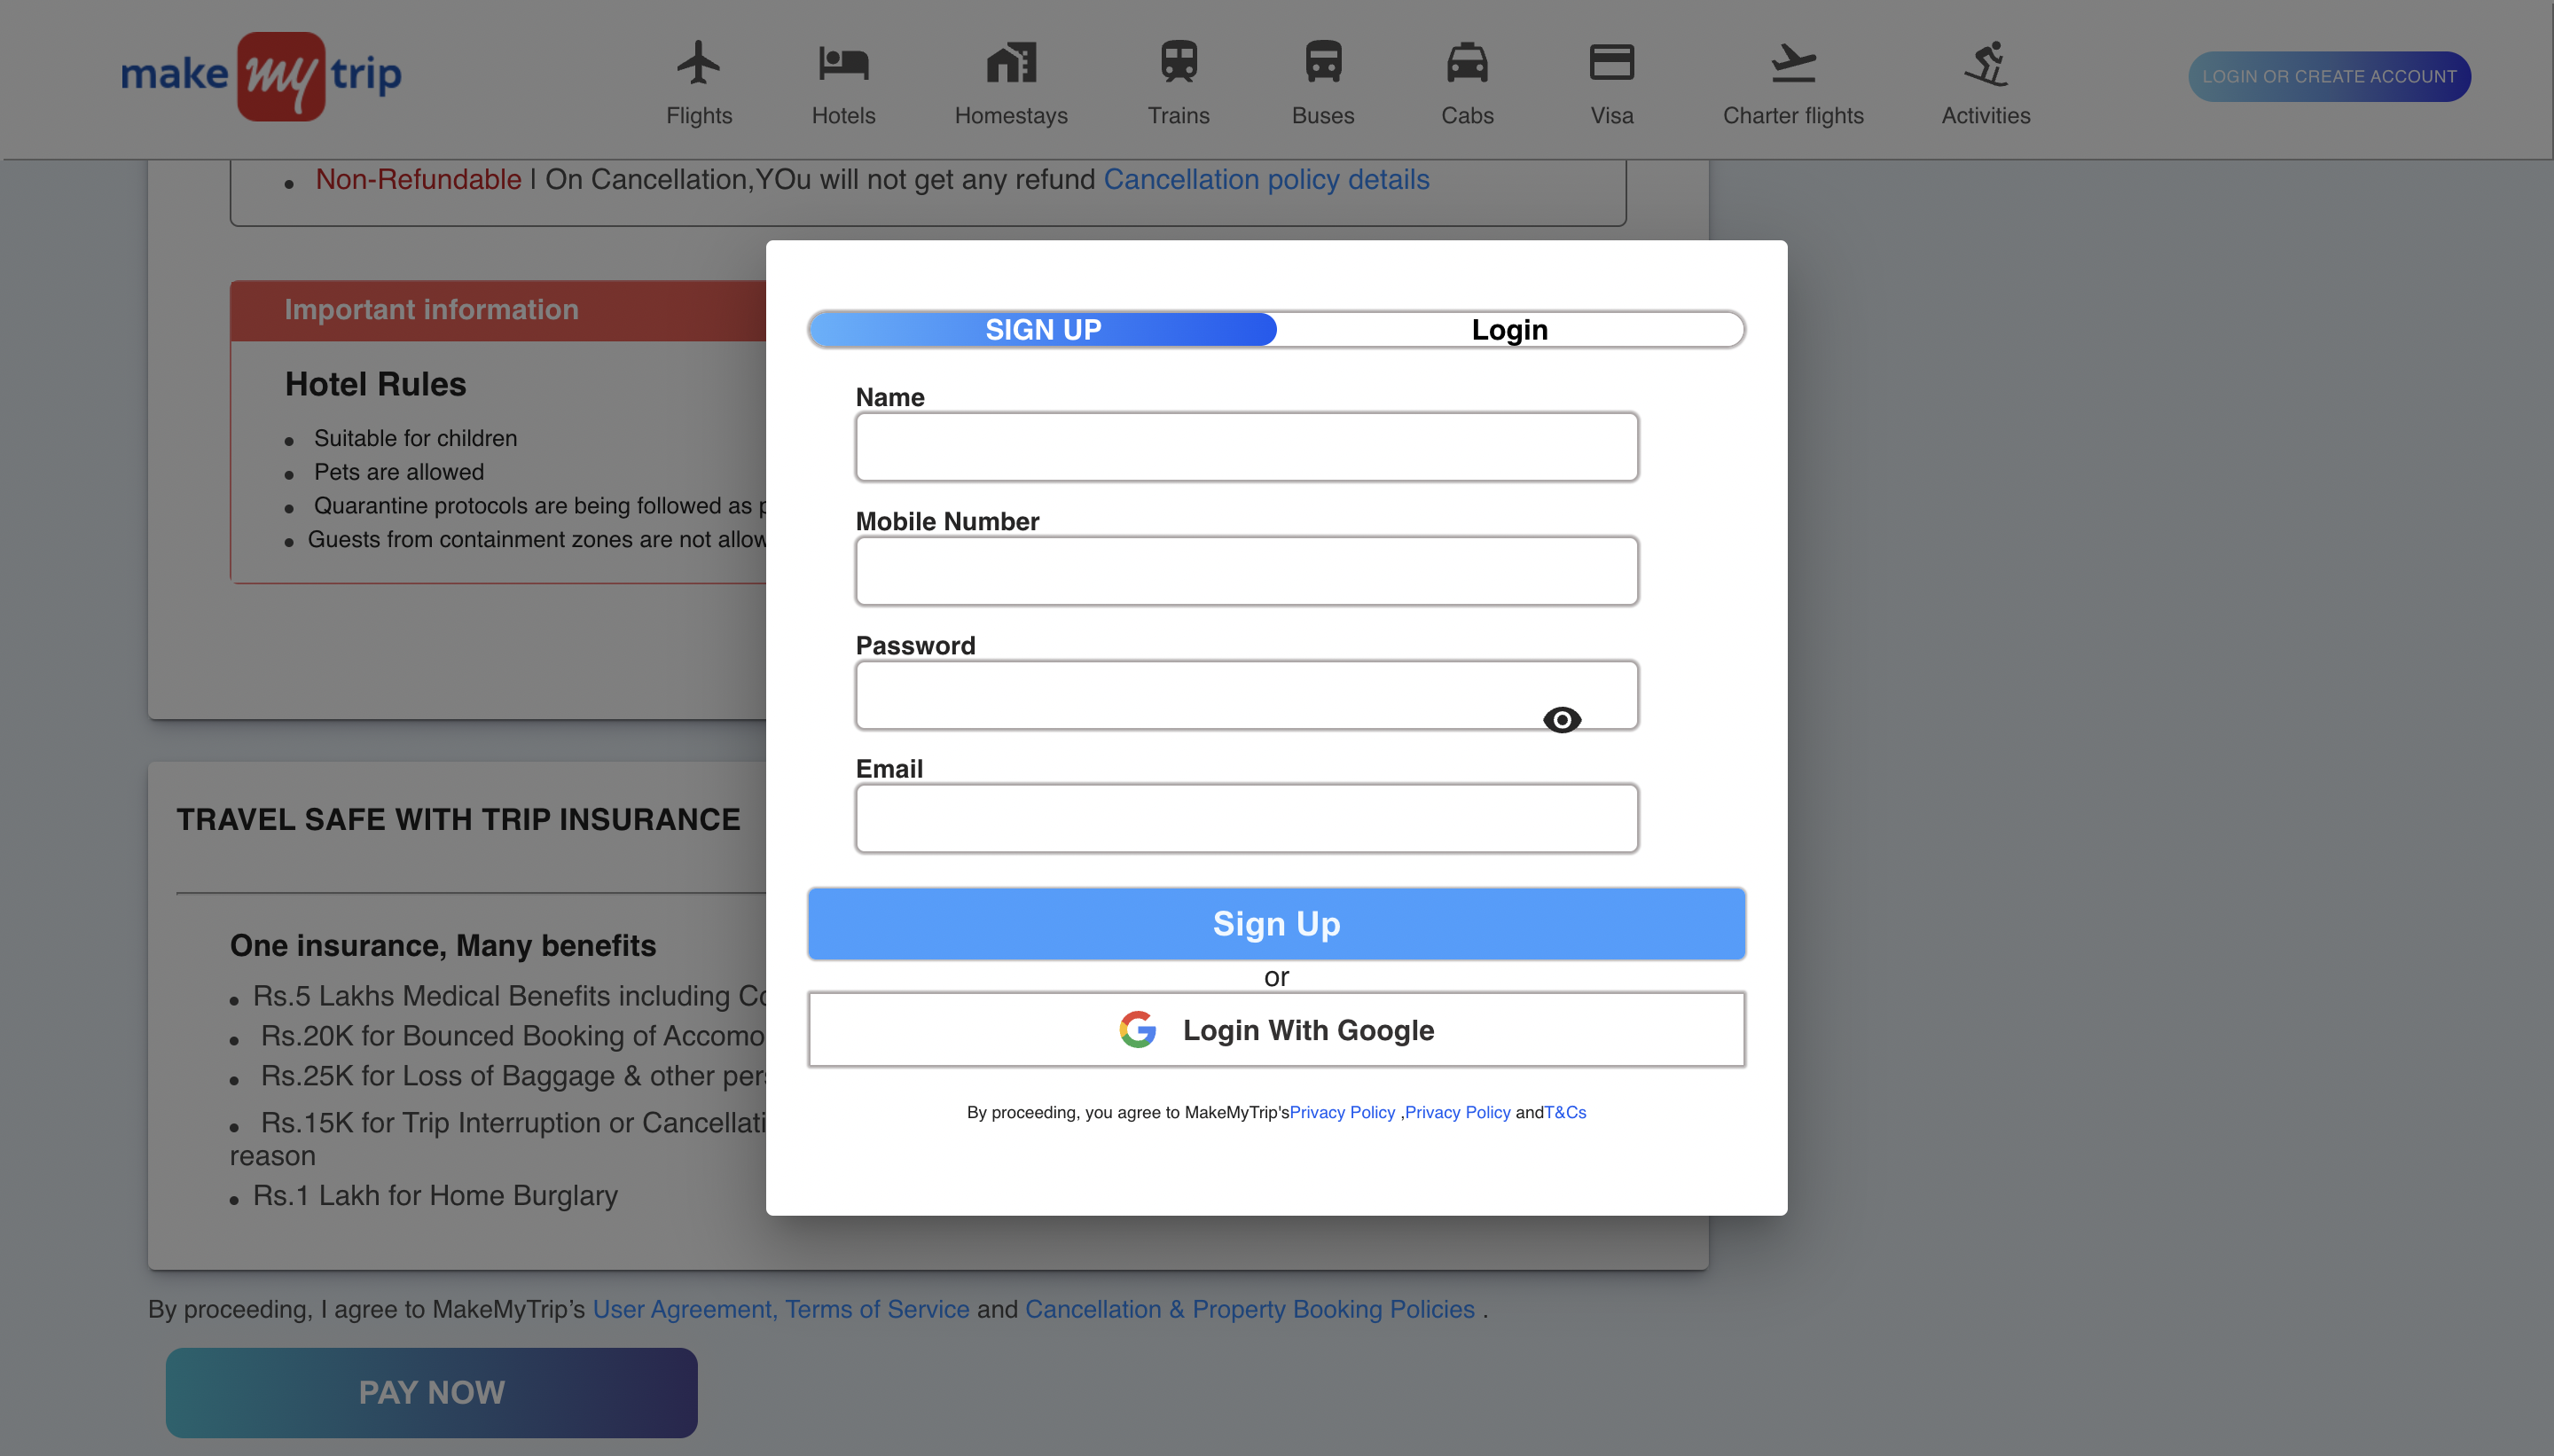 make my trip
Flights
Hotels
Homestays
Trains
Buses
Cabs
Visa
Charter flights
Activities
LOGIN OR CREATE ACCOUNT
Non-Refundable | On Cancellation,YOu will not get any refund Cancellation policy details
Important information
Hotel Rules
Suitable for children
Pets are allowed
Quarantine protocols are being followed as
Guests from containment zones are not
TRAVEL SAFE WITH TRIP INSURANCE
One insurance, Many benefits
Rs.5 Lakhs Medical Benefits including
Rs.20K for Bounced Booking of
Rs.25K for Loss of Baggage & other
Rs.15K for Trip Interruption or
reason
Rs.1 Lakh for Home Burglary
SIGN UP
Login
Name
Mobile Number
Password
Email
Sign Up
or
Login With Google
By proceeding, you agree to MakeMyTrip'sPrivacy Policy ,Privacy Policy andT&Cs
By proceeding, I agree to MakeMyTrip’s User Agreement, Terms of Service and Cancellation & Property Booking Policies .
PAY NOW